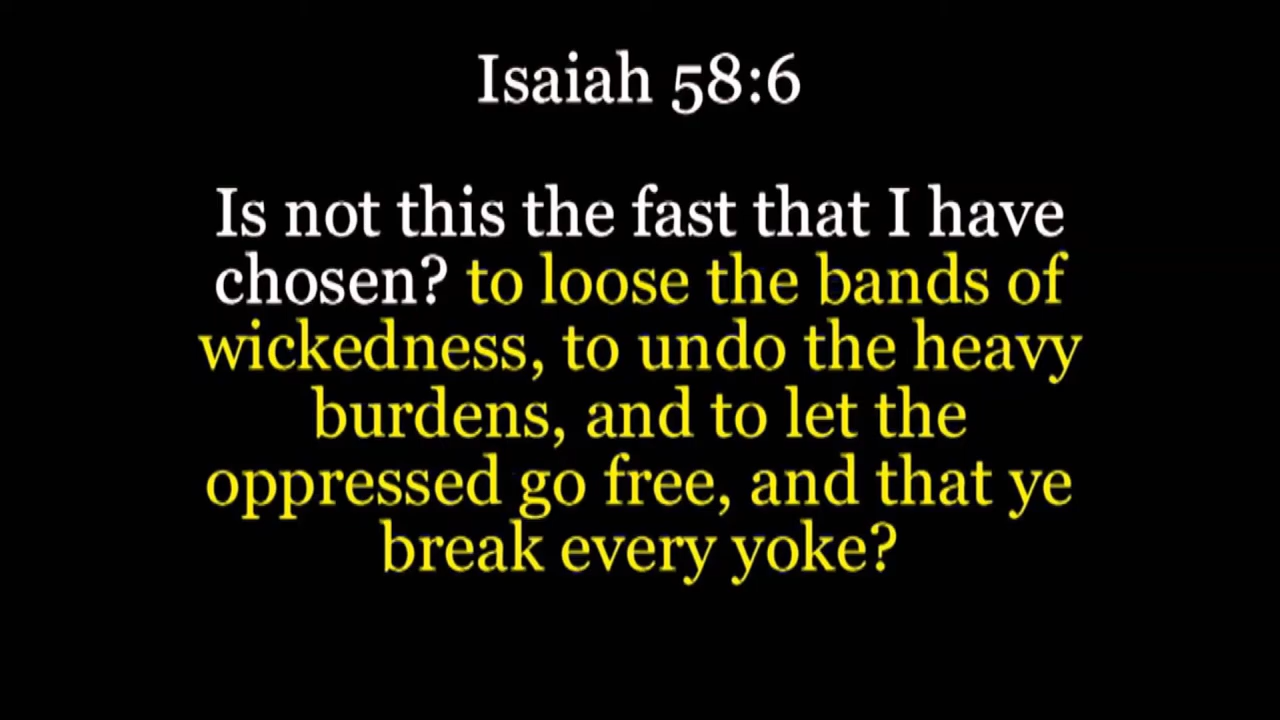 Isaiah 58:6
Is not this the fast that I have
chosen? to loose the bands of
wickedness, to undo the heavy
burdens, and to let the
oppressed go free, and that ye
break every yoke?